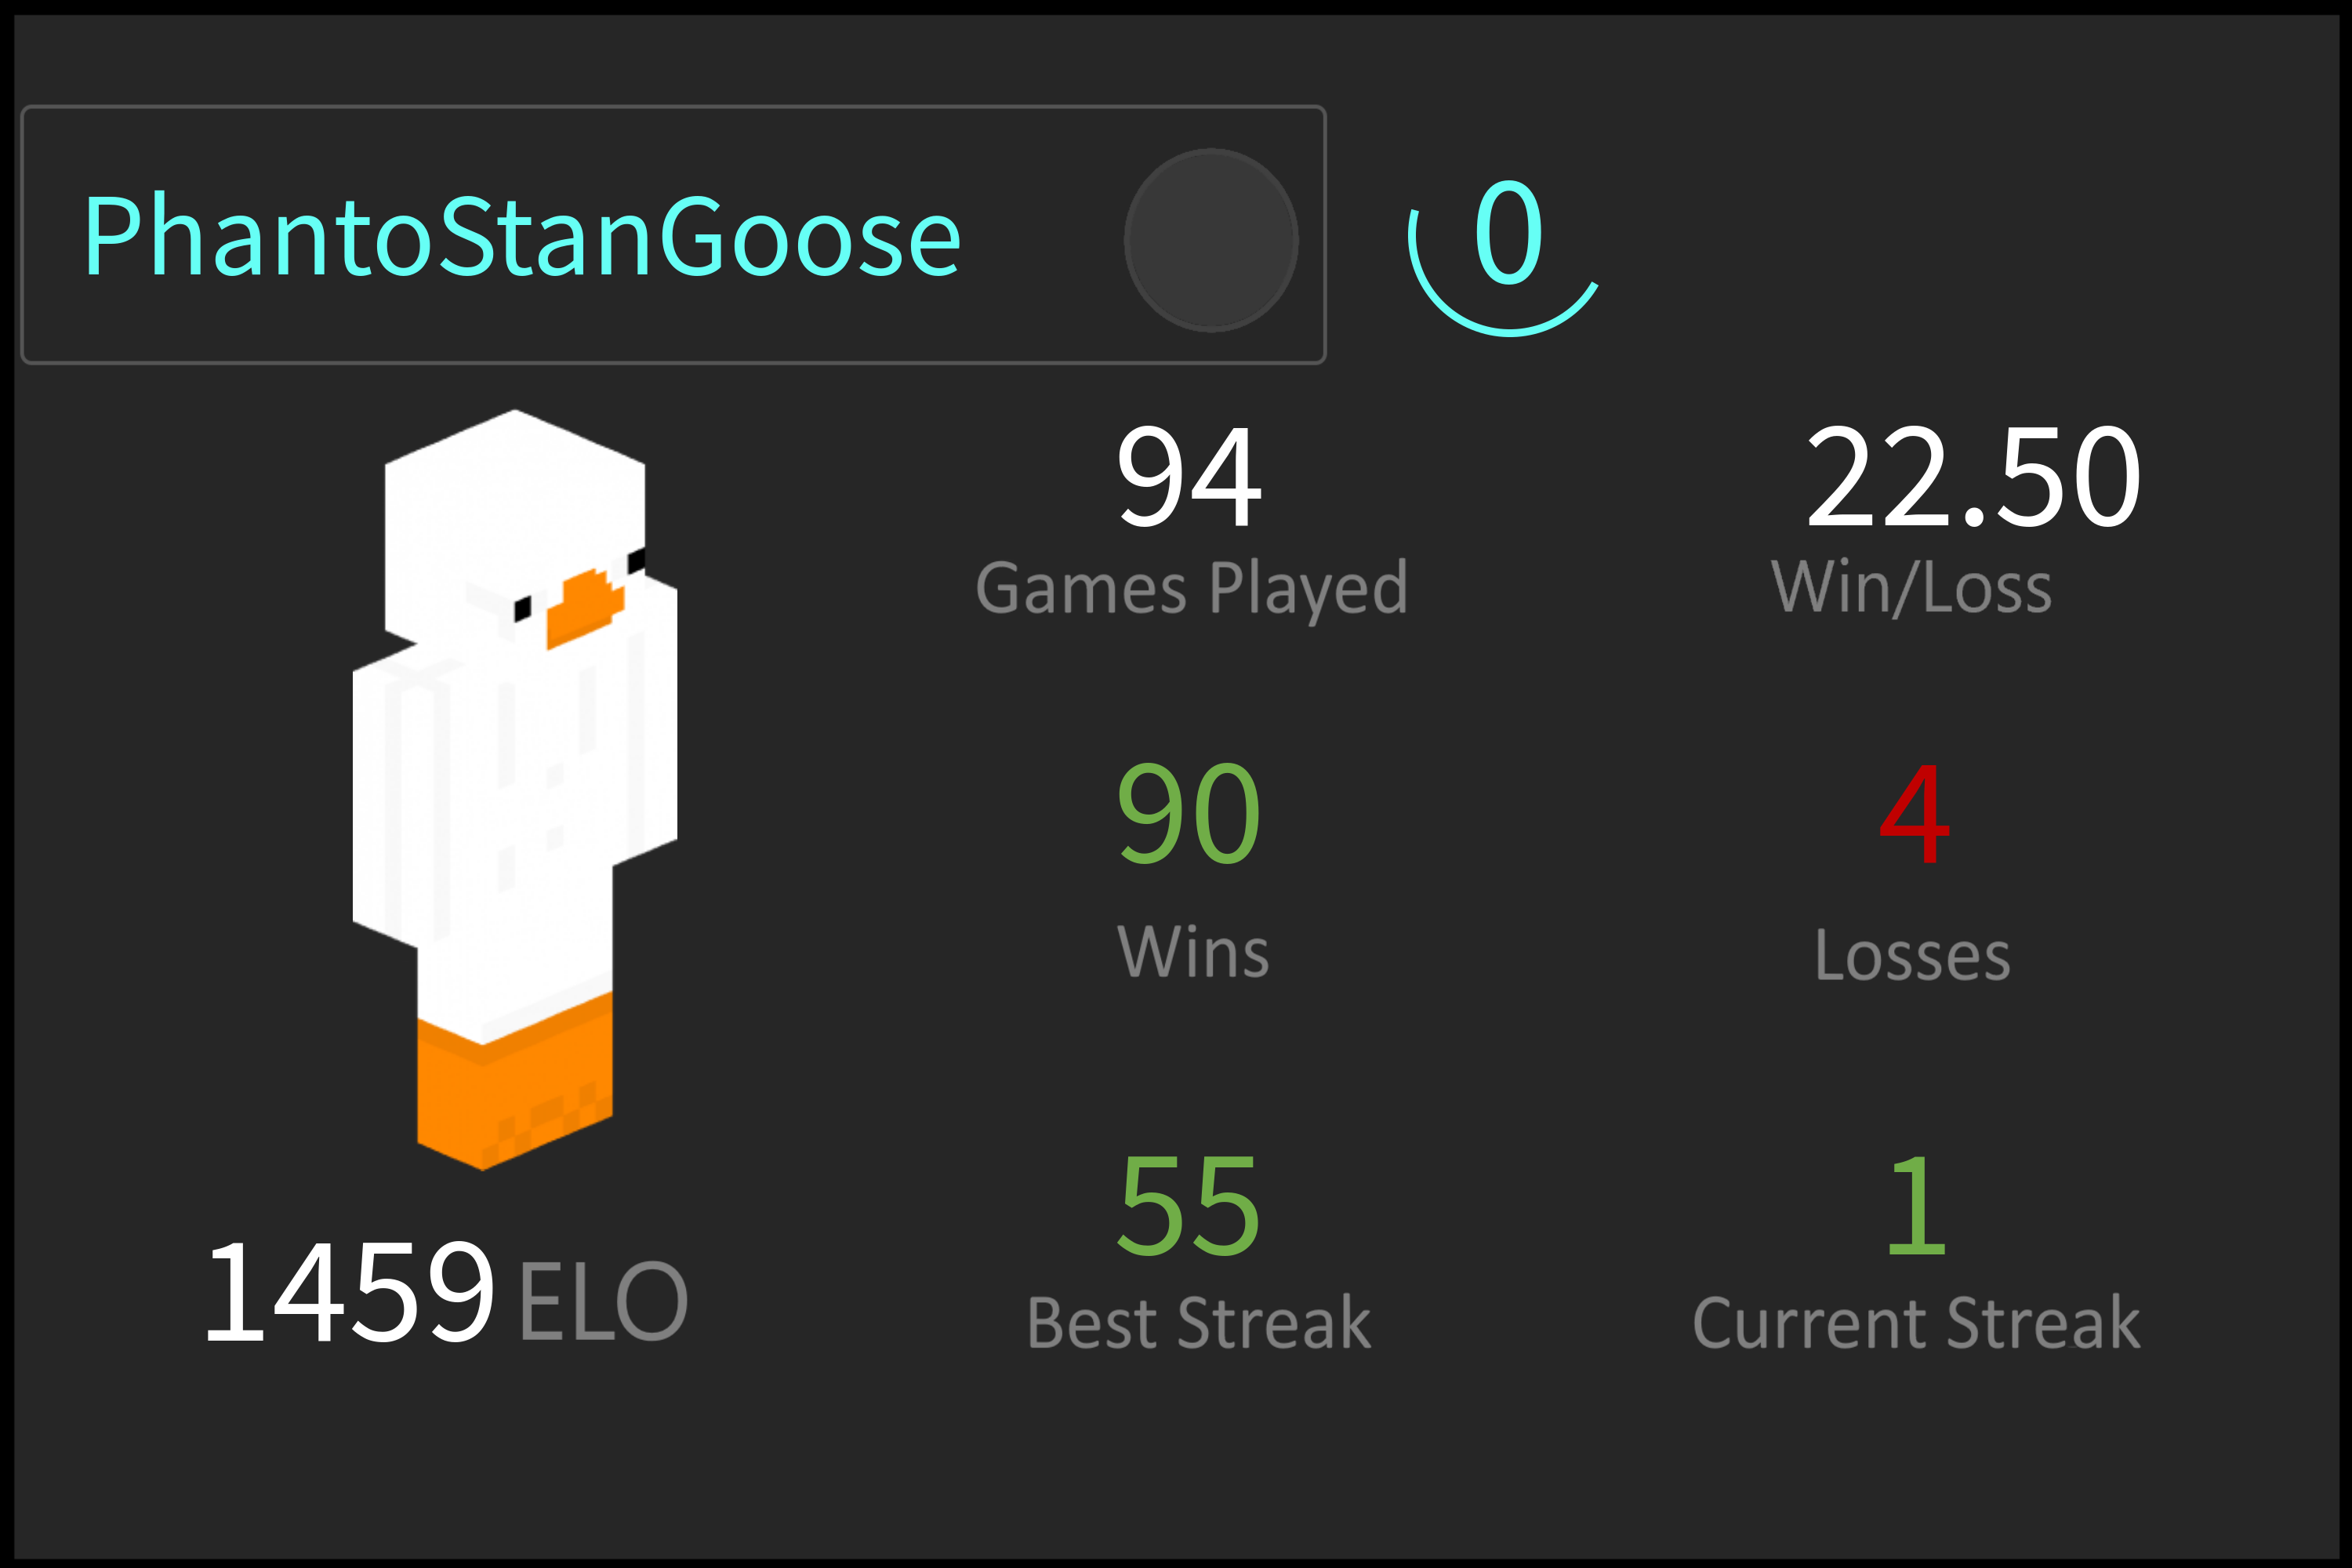 PhantoStanGoose
0
94
22.50
Games Played
Win/Loss
90
4
Wins
Losses
55
1
1459 ELO
Best Streak
Current Streak